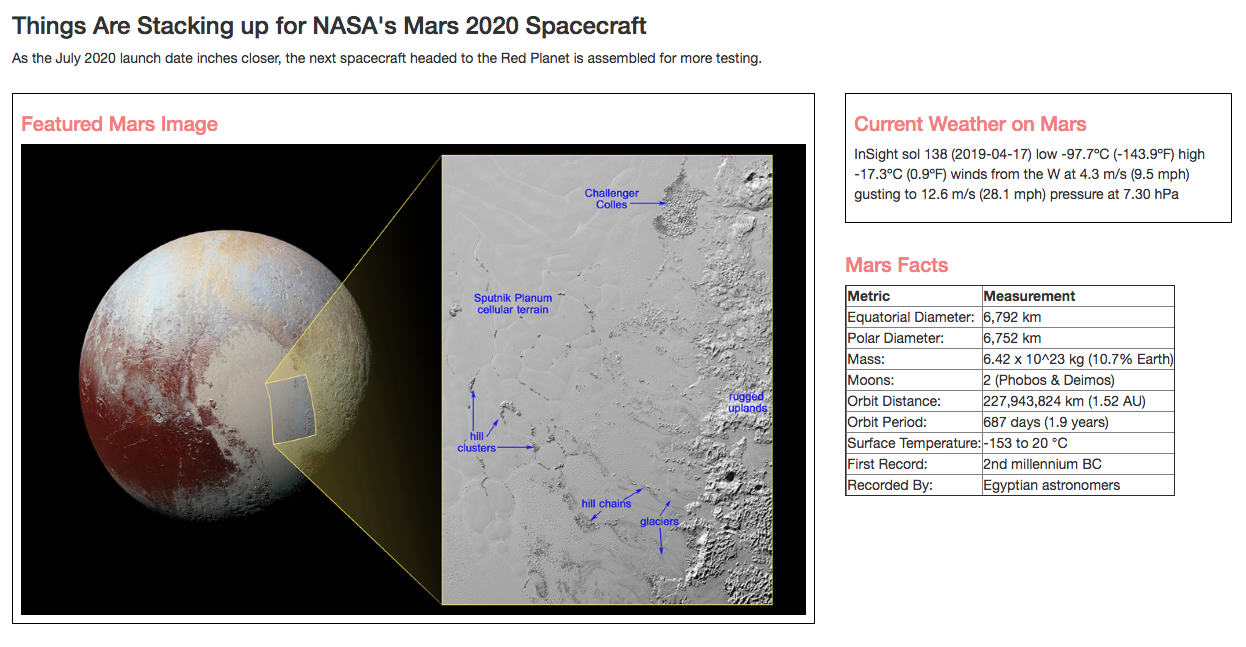 Things Are Stacking up for NASA's Mars 2020 Spacecraft
As the July 2020 launch date inches closer, the next spacecraft headed to the Red Planet is assembled for more testing.
Featured Mars Image
Challenger
Colles
Sputnik Planum
cellular terrain
rugged
uplands
hill
clusters
hill chains
glaciers
Current Weather on Mars
InSight sol 138 (2019-04-17) low -97.7ºC (-143.9ºF) high
-17.3ºC (0.9ºF) winds from the W at 4.3 m/s (9.5 mph)
gusting to 12.6 m/s (28.1 mph) pressure at 7.30 hPa
Mars Facts
Metric Measurement
Equatorial Diameter: 6,792 km
Polar Diameter: 6,752 km
Mass: 6.42 x 10^23 kg (10.7% Earth)
Moons: 2 (Phobos & Deimos)
Orbit Distance: 227,943,824 km (1.52 AU)
Orbit Period: 687 days (1.9 years)
Surface Temperature: -153 to 20 °C
First Record: 2nd millennium BC
Recorded By: Egyptian astronomers